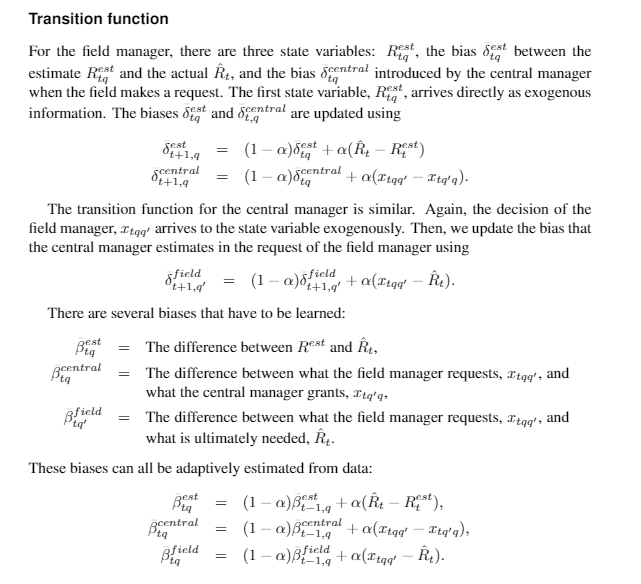 Transition function
For the field manager, there are three state variables: R^{est}_{tq}, the bias δ^{est}_{tq} between the
estimate R^{est}_{tq} and the actual R̂_t, and the bias δ^{central}_{tq} introduced by the central manager
when the field makes a request. The first state variable, R^{est}_{tq}, arrives directly as exogenous
information. The biases δ^{est}_{tq} and δ^{central}_{t,q} are updated using
δ^{est}_{t+1,q} = (1 − α)δ^{est}_{tq} + α(R̂_t − R^{est}_t)
δ^{central}_{t+1,q} = (1 − α)δ^{central}_{tq} + α(x_{tqq′} − x_{tq′q}).
The transition function for the central manager is similar. Again, the decision of the
field manager, x_{tqq′} arrives to the state variable exogenously. Then, we update the bias that
the central manager estimates in the request of the field manager using
δ^{field}_{t+1,q′} = (1 − α)δ^{field}_{t+1,q′} + α(x_{tqq′} − R̂_t).
There are several biases that have to be learned:
β^{est}_{tq} = The difference between R^{est} and R̂_t,
β^{central}_{tq} = The difference between what the field manager requests, x_{tqq′}, and
what the central manager grants, x_{tq′q},
β^{field}_{tq′} = The difference between what the field manager requests, x_{tqq′}, and
what is ultimately needed, R̂_t.
These biases can all be adaptively estimated from data:
β̄^{est}_{tq} = (1 − α)β̄^{est}_{t−1,q} + α(R̂_t − R^{est}_t),
β̄^{central}_{tq} = (1 − α)β̄^{central}_{t−1,q} + α(x_{tqq′} − x_{tq′q}),
β̄^{field}_{tq} = (1 − α)β̄^{field}_{t−1,q} + α(x_{tqq′} − R̂_t).